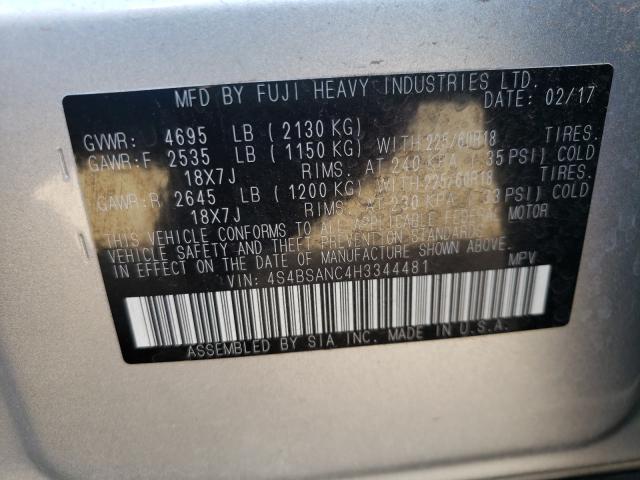 MFD BY FUJI HEAVY INDUSTRIES LTD.
DATE: 02/17
GVWR: 4695 LB ( 2130 KG)
GAWR:F 2535 LB ( 1150 KG) WITH 225/60R18 TIRES.
18X7J RIMS. AT 240 KPA ( 35 PSI) COLD
GAWR:R 2645 LB ( 1200 KG) WITH 225/60R18 TIRES.
18X7J RIMS. AT 230 KPA ( 33 PSI) COLD
THIS VEHICLE CONFORMS TO ALL APPLICABLE FEDERAL MOTOR
VEHICLE SAFETY AND THEFT PREVENTION STANDARDS
IN EFFECT ON THE DATE OF MANUFACTURE SHOWN ABOVE.
VIN: 4S4BSANC4H3344481 MPV
ASSEMBLED BY SIA INC. MADE IN U.S.A.